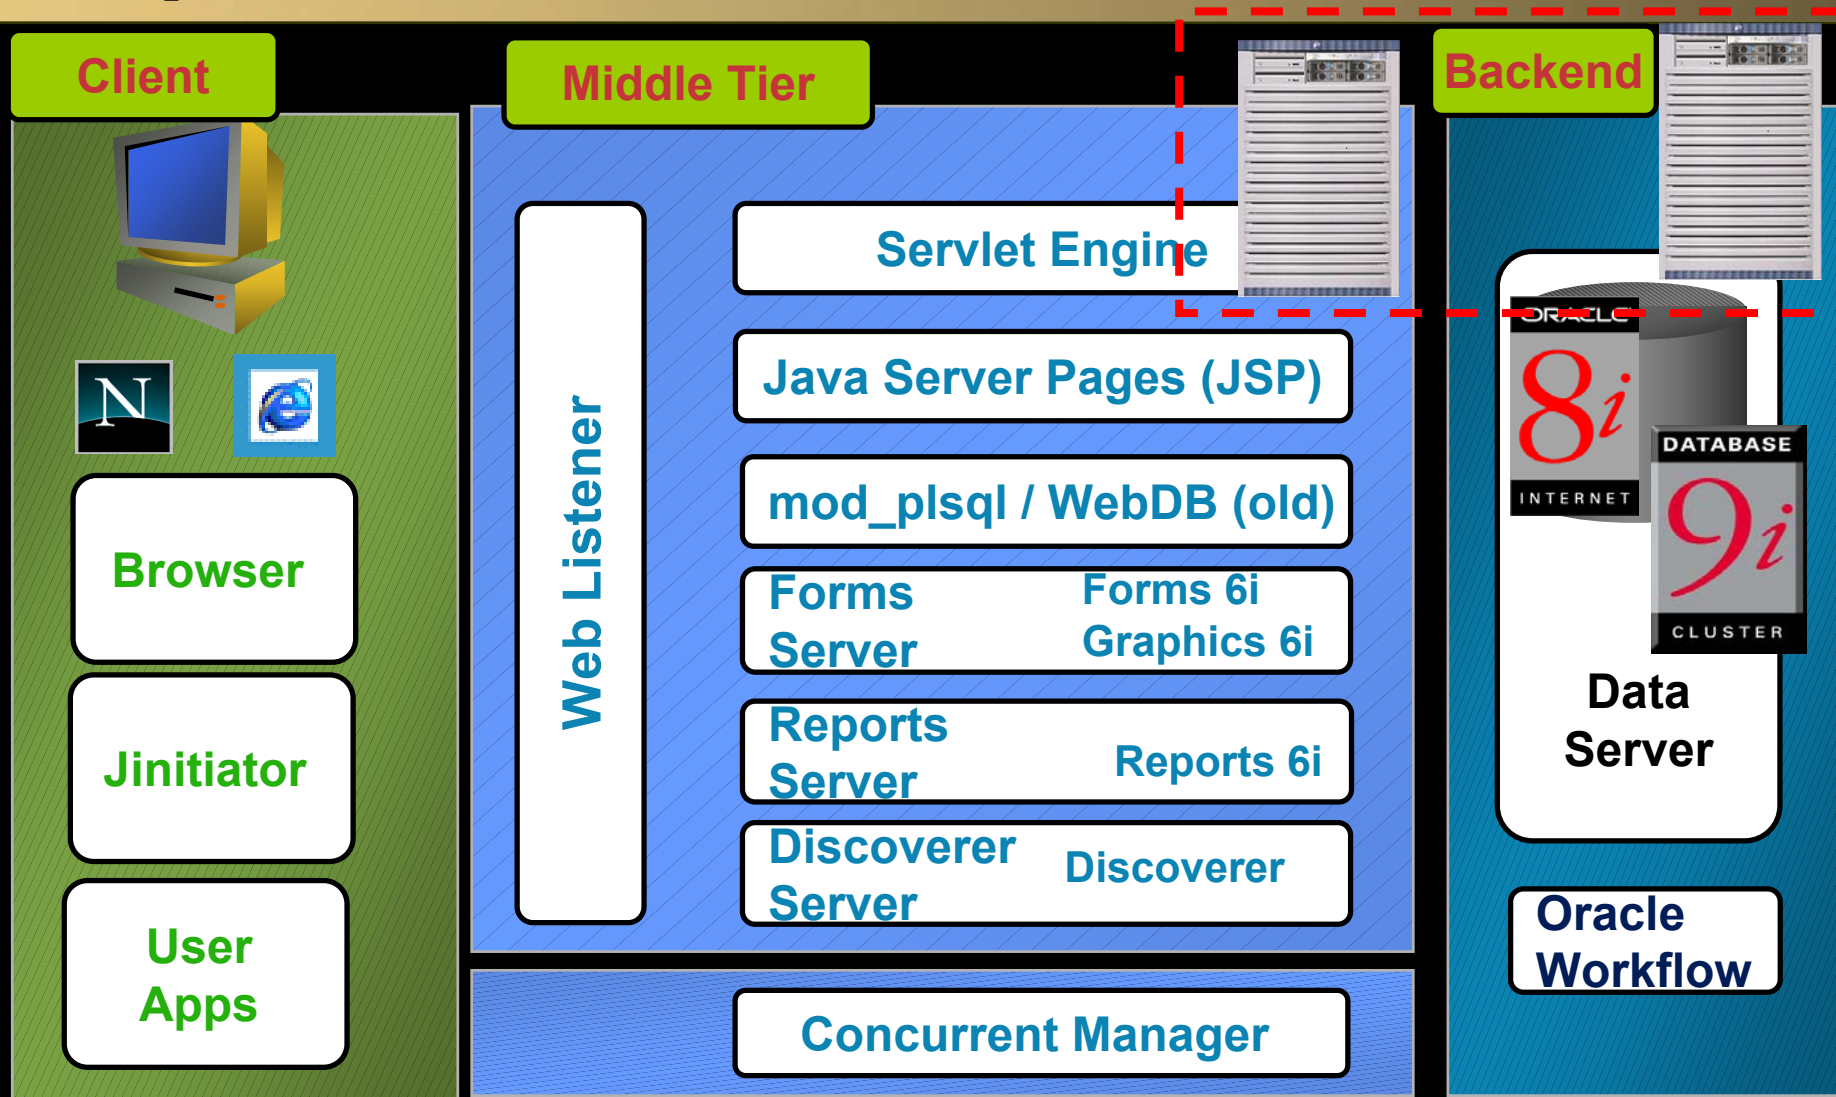 Client
Middle Tier
Backend
N
Browser
Jinitiator
User
Apps
Web Listener
Servlet Engine
Java Server Pages (JSP)
mod_plsql / WebDB (old)
Forms
Server
Forms 6i
Graphics 6i
Reports
Server
Reports 6i
Discoverer
Server
Discoverer
Concurrent Manager
ORACLE
8i
INTERNET
DATABASE
9i
CLUSTER
Data
Server
Oracle
Workflow